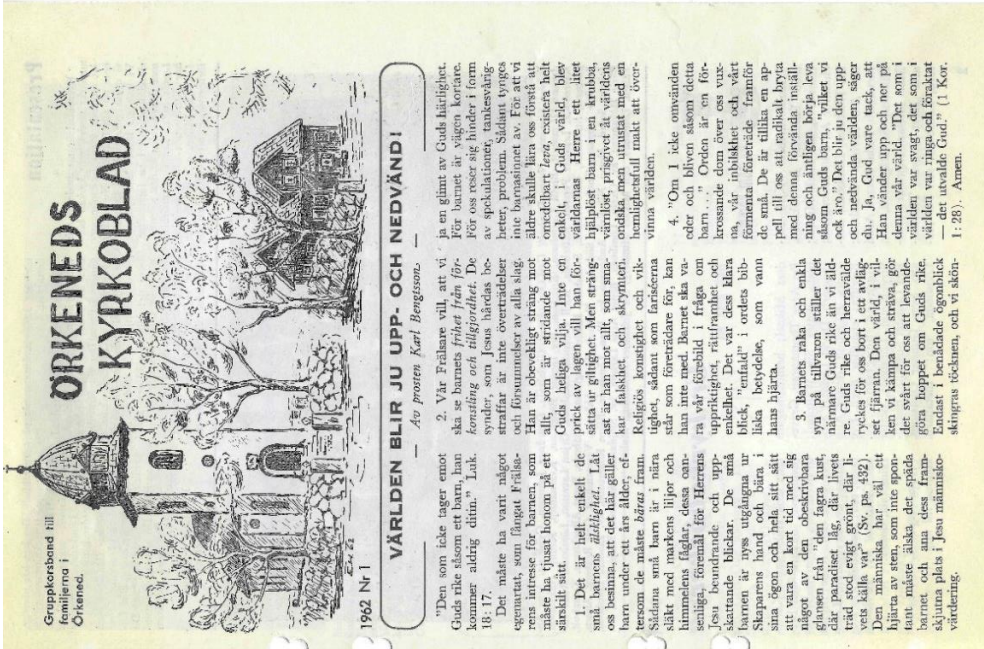 Gruppkorsband till
familjerna i
Örkened.
ÖRKENEDS
KYRKOBLAD
1962 Nr 1
VÄRLDEN BLIR JU UPP- OCH NEDVÄND!
Av prosten Karl Bengtsson
"Den som icke tager emot
Guds rike såsom ett barn, han
kommer aldrig ditin." Luk.
18: 17.
Det måste ha varit något
egenartat, som fångat Frälsa-
rens intresse för barnen, som
måste ha tjusat honom på ett
särskilt sätt.
1. Det är helt enkelt de
små barnens älsklighet. Låt
oss besinna, att det här gäller
barn under ett års ålder, ef-
tersom de måste bäras fram.
Sådana små barn är i nära
släkt med markens liljor och
himmelens fåglar, dessa oan-
senliga, föremål för Herrens
Jesu beundrande och upp-
skattande blickar. De små
barnen är nyss utgångna ur
Skaparens hand och bära i
sina ögon och hela sitt sätt
att vara en kort tid med sig
något av den obeskrivbara
glansen från "den fagra kust,
där paradiset låg, där livets
träd stod evigt grönt, där li-
vets källa var" (Sv. ps. 432).
Den människa har väl ett
hjärta av sten, som inte spon-
tant måste älska det späda
barnet och ana dess fram-
skjutna plats i Jesu människo-
värdering.
2. Vår Frälsare vill, att vi
ska se barnets frihet från för-
konstling och tillgjordhet. De
synder, som Jesus hårdast be-
straffar är inte överträdelser
och försummelser av alla slag.
Han är obevekligt sträng mot
allt, som är stridande mot
Guds heliga vilja. Inte en
prick av lagen vill han för-
sätta ur giltighet. Men sträng-
ast är han mot allt, som sma-
kar falskhet och skrymteri.
Religiös konstighet och vik-
tighet, sådant som fariséerna
står som företrädare för, kan
han inte med. Barnet ska va-
ra vår förebild i fråga om
uppriktighet, rättframhet och
enkelhet. Det var dess klara
blick, "enfald" i ordets bib-
liska betydelse, som vann
hans hjärta.
3. Barnets raka och enkla
syn på tillvaron ställer det
närmare Guds rike än vi äld-
re. Guds rike och herravälde
ryckes för oss bort i ett avläg-
set fjärran. Den värld, i vil-
ken vi kämpa och sträva, gör
det svårt för oss att levande-
göra hoppet om Guds rike.
Endast i benådade ögonblick
skingras töcknen, och vi skön-
ja en glimt av Guds härlighet.
För barnet är vägen kortare.
För oss reser sig hinder i form
av spekulationer, tankesvårig-
heter, problem. Sådant tynges
inte barnasinnet av. För att vi
äldre skulle lära oss förstå att
omedelbart leva, existera helt
enkelt, i Guds värld, blev
världarnas Herre ett litet
hjälplöst barn i en krubba,
värnlöst, prisgivet åt världens
ondska men utrustat med en
hemlighetsfull makt att över-
vinna världen.
4. "Om I icke omvänden
eder och bliven såsom detta
barn . . ." Orden är en för-
krossande dom över oss vux-
na, vår inbilskhet och vårt
förmenta företräde framför
de små. De är tillika en ap-
pell till oss att radikalt bryta
med denna förvända inställ-
ning och äntligen börja leva
såsom Guds barn, "vilket vi
ock äro." Det blir ju den upp-
och nedvända världen, säger
du. Ja, Gud vare tack, att
Han vänder upp och ner på
denna vår värld. "Det som i
världen var svagt, det som i
världen var ringa och föraktat
— det utvalde Gud." (1 Kor.
1: 28). Amen.